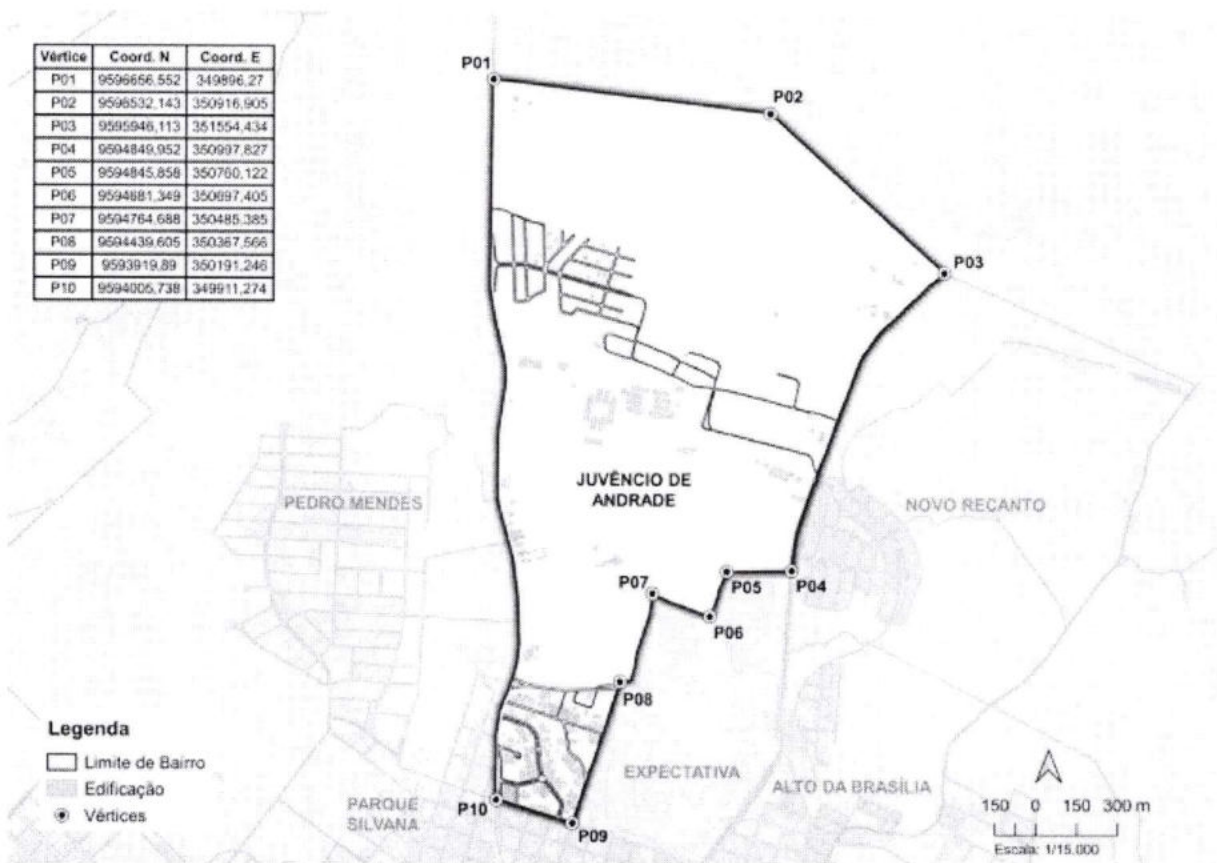 Vértice Coord. N Coord. E
P01 9596656,552 349896,27
P02 9596532,143 350916,905
P03 9595946,113 351554,434
P04 9594849,952 350997,827
P05 9594845,858 350760,122
P06 9594681,349 350697,405
P07 9594764,688 350485,385
P08 9594439,605 350367,566
P09 9593919,89 350191,246
P10 9594005,738 349911,274
P01
P02
P03
JUVÊNCIO DE
ANDRADE
PEDRO MENDES
NOVO RECANTO
P07
P05
P04
P06
P08
Legenda
Limite de Bairro
Edificação
Vértices
EXPECTATIVA
ALTO DA BRASÍLIA
P10
PARQUE
SILVANA
P09
150 0 150 300 m
Escala: 1/15.000